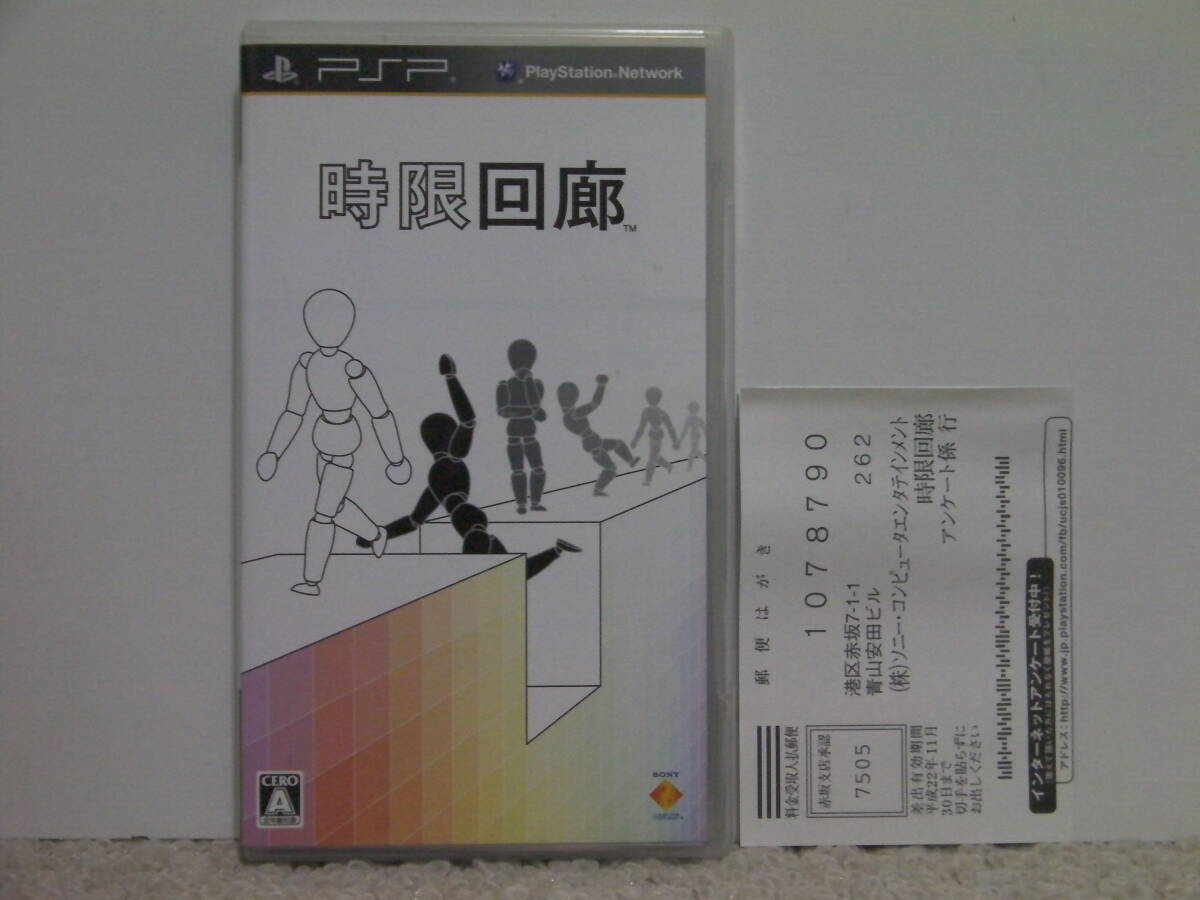 PSP
PlayStation®Network
時限回廊™
CERO
A
SONY
郵便はがき
1078790
262
港区赤坂7-1-1
青山安田ビル
(株)ソニー・コンピュータエンタテインメント
時限回廊
アンケート係 行
料金受取人払郵便
赤坂支店承認
7505
差出有効期間
平成22年11月
30日まで
切手を貼らずに
お出しください
インターネットアンケート受付中!
アドレス:http://www.jp.playstation.com/fb/ucjs010096.html